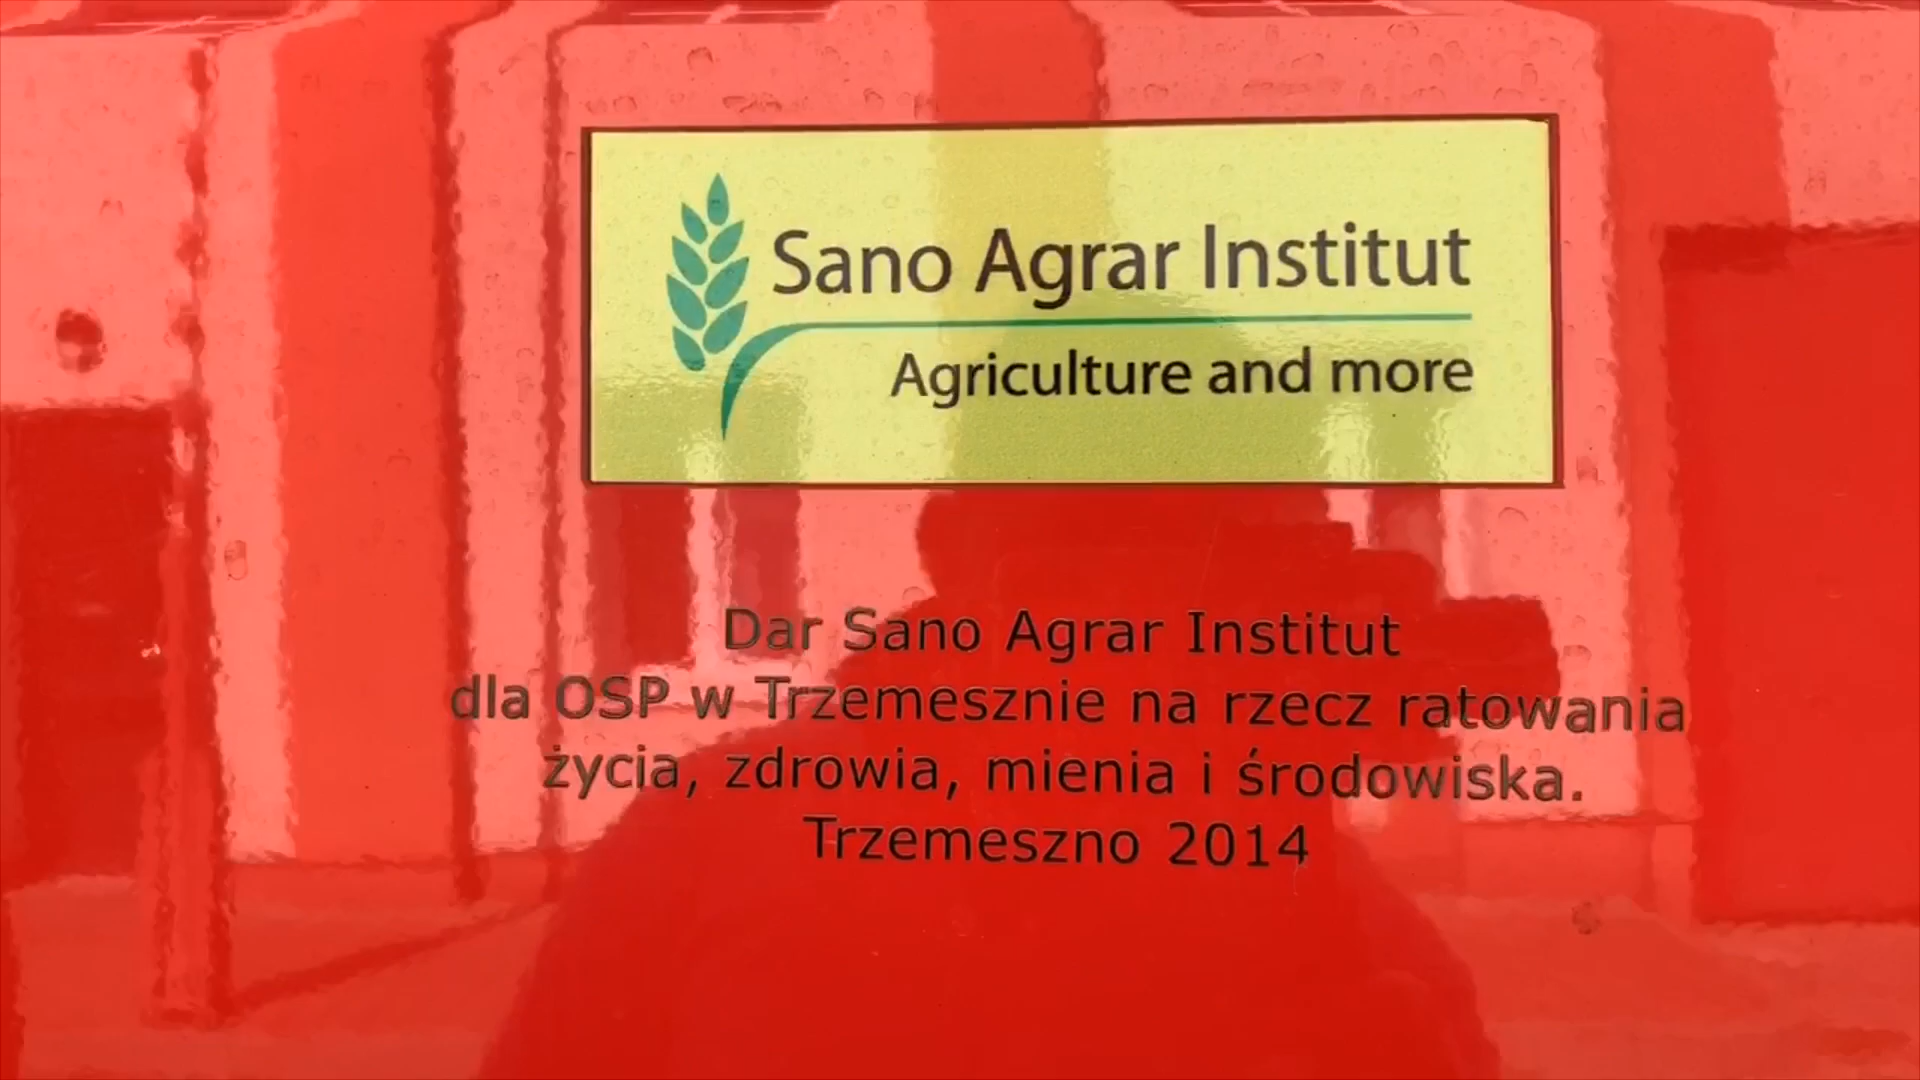 Sano Agrar Institut
Agriculture and more
Dar Sano Agrar Institut
dla OSP w Trzemesznie na rzecz ratowania
życia, zdrowia, mienia i środowiska.
Trzemeszno 2014